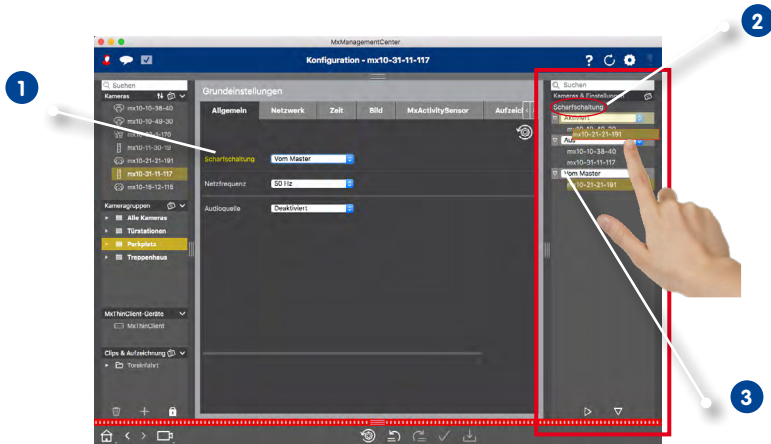 2
MxManagementCenter
Konfiguration - mx10-31-11-117
?
1
Suchen
Kameras
mx10-10-38-40
mx10-10-49-30
mx10-11-30-19
mx10-21-21-191
mx10-31-11-117
Kameragruppen
Alle Kameras
Türstationen
Parkplatz
Treppenhaus
MxThinClient-Geräte
MxThinClient
Clips & Aufzeichnung
Toreinfahrt
Grundeinstellungen
Allgemein Netzwerk Zeit Bild MxActivitySensor
Scharfschaltung Vom Master
Netzfrequenz 50 Hz
Audioquelle Deaktiviert
Suchen
Kameras & Einstellungen
Scharfschaltung
Aktiviert
mx10-21-21-191
Aus
mx10-10-38-40
mx10-31-11-117
Vom Master
mx10-21-21-191
3